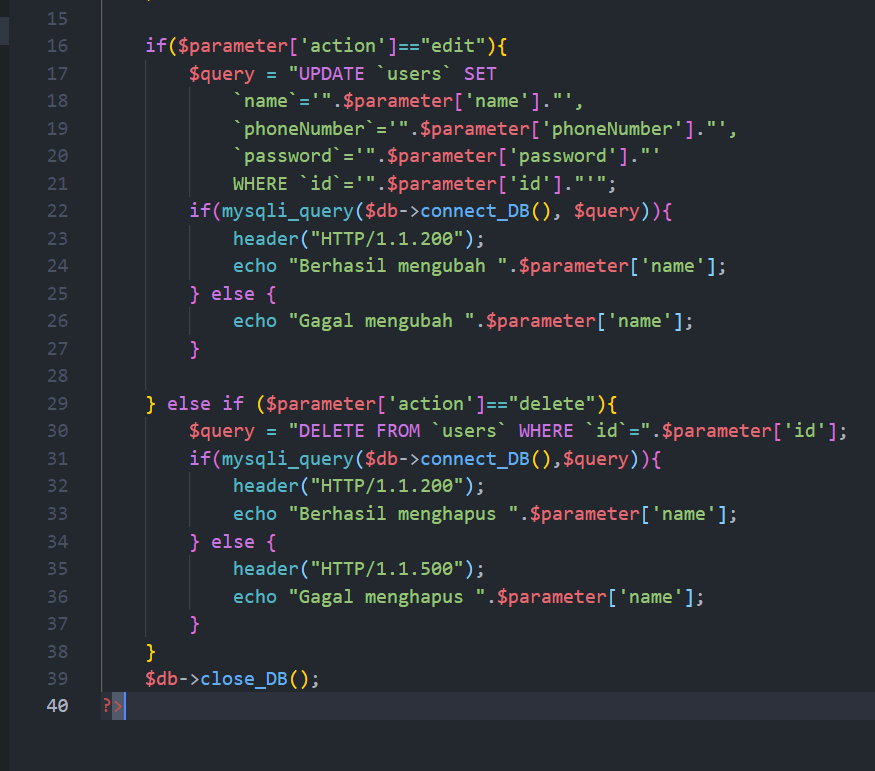 15
16 if($parameter['action']=="edit"){
17 $query = "UPDATE `users` SET
18 `name`='".$parameter['name']."',
19 `phoneNumber`='".$parameter['phoneNumber']."',
20 `password`='".$parameter['password']."'
21 WHERE `id`='".$parameter['id']."'";
22 if(mysqli_query($db->connect_DB(), $query)){
23 header("HTTP/1.1.200");
24 echo "Berhasil mengubah ".$parameter['name'];
25 } else {
26 echo "Gagal mengubah ".$parameter['name'];
27 }
28
29 } else if ($parameter['action']=="delete"){
30 $query = "DELETE FROM `users` WHERE `id`=".$parameter['id'];
31 if(mysqli_query($db->connect_DB(),$query)){
32 header("HTTP/1.1.200");
33 echo "Berhasil menghapus ".$parameter['name'];
34 } else {
35 header("HTTP/1.1.500");
36 echo "Gagal menghapus ".$parameter['name'];
37 }
38 }
39 $db->close_DB();
40 ?>